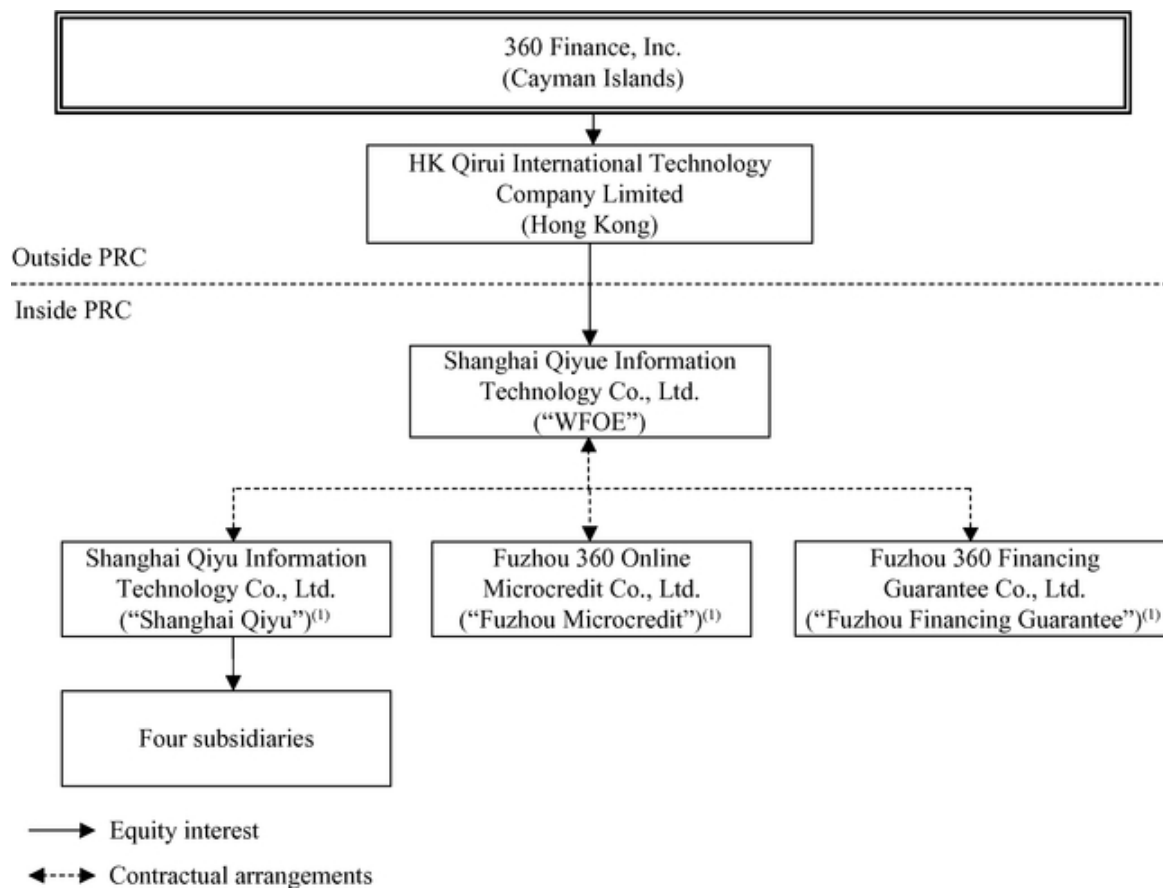 360 Finance, Inc.
(Cayman Islands)
HK Qirui International Technology
Company Limited
(Hong Kong)
Outside PRC
Inside PRC
Shanghai Qiyue Information
Technology Co., Ltd.
(“WFOE”)
Shanghai Qiyu Information
Technology Co., Ltd.
(“Shanghai Qiyu”)(1)
Fuzhou 360 Online
Microcredit Co., Ltd.
(“Fuzhou Microcredit”)(1)
Fuzhou 360 Financing
Guarantee Co., Ltd.
(“Fuzhou Financing Guarantee”)(1)
Four subsidiaries
Equity interest
Contractual arrangements